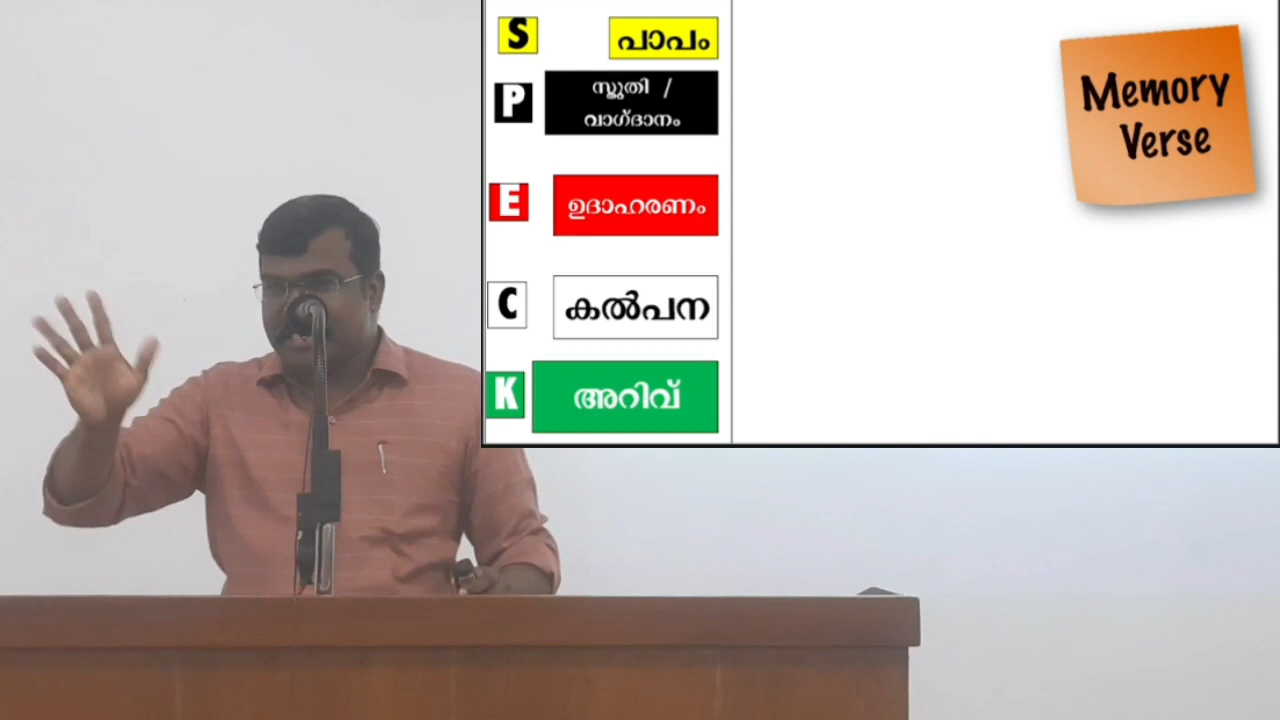 S പാപം
P സ്തുതി /
വാഗ്ദാനം
E ഉദാഹരണം
C കൽപന
K അറിവ്
Memory
Verse